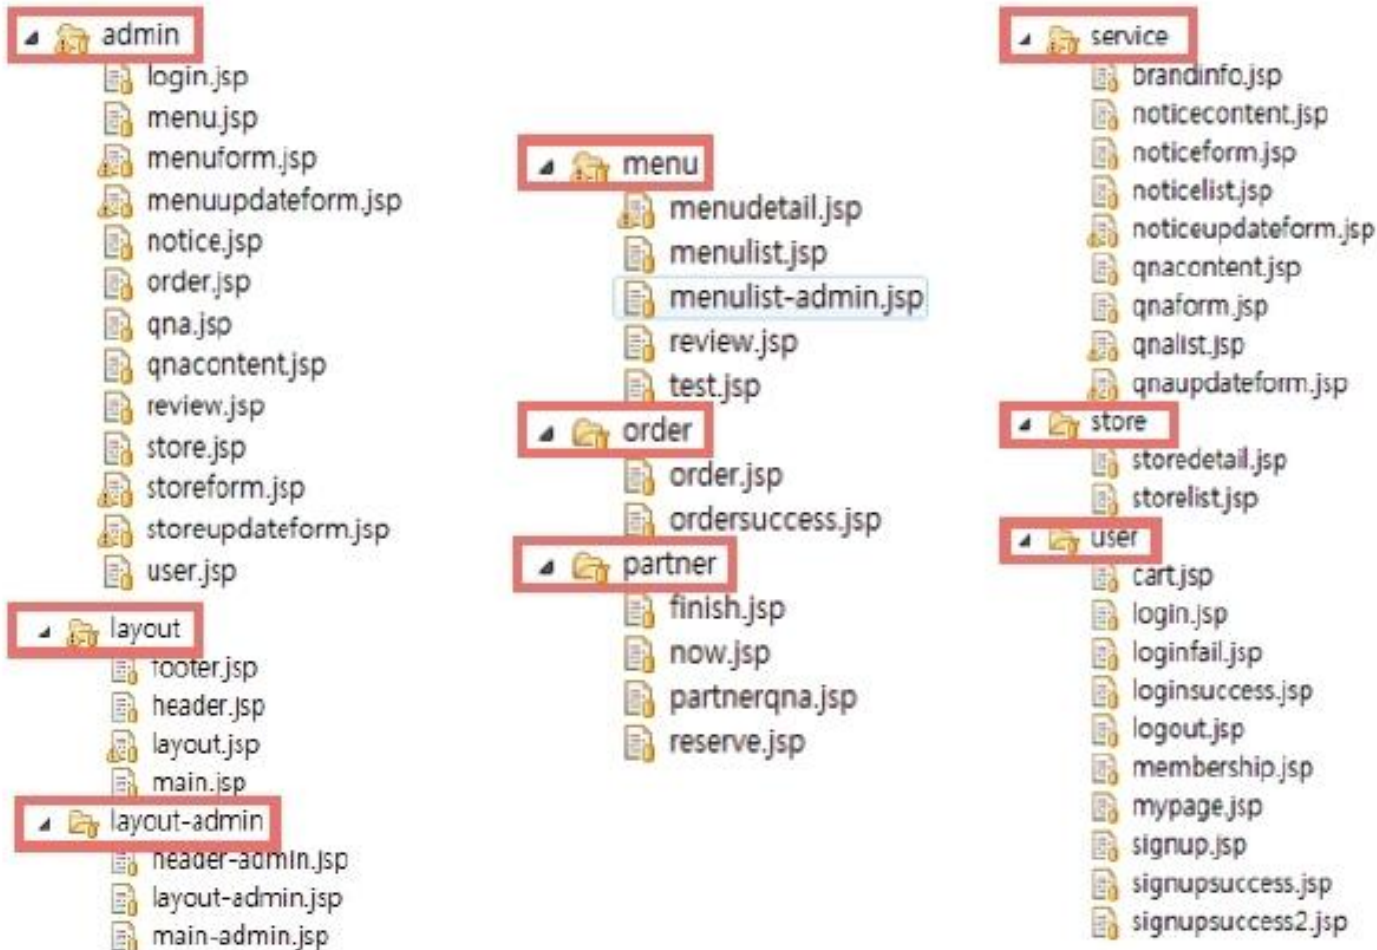 admin
login.jsp
menu.jsp
menuform.jsp
menuupdateform.jsp
notice.jsp
order.jsp
qna.jsp
qnacontent.jsp
review.jsp
store.jsp
storeform.jsp
storeupdateform.jsp
user.jsp
layout
footer.jsp
header.jsp
layout.jsp
main.jsp
layout-admin
header-admin.jsp
layout-admin.jsp
main-admin.jsp
menu
menudetail.jsp
menulist.jsp
menulist-admin.jsp
review.jsp
test.jsp
order
order.jsp
ordersuccess.jsp
partner
finish.jsp
now.jsp
partnerqna.jsp
reserve.jsp
service
brandinfo.jsp
noticecontent.jsp
noticeform.jsp
noticelist.jsp
noticeupdateform.jsp
qnacontent.jsp
qnaform.jsp
qnalist.jsp
qnaupdateform.jsp
store
storedetail.jsp
storelist.jsp
user
cart.jsp
login.jsp
loginfail.jsp
loginsuccess.jsp
logout.jsp
membership.jsp
mypage.jsp
signup.jsp
signupsuccess.jsp
signupsuccess2.jsp